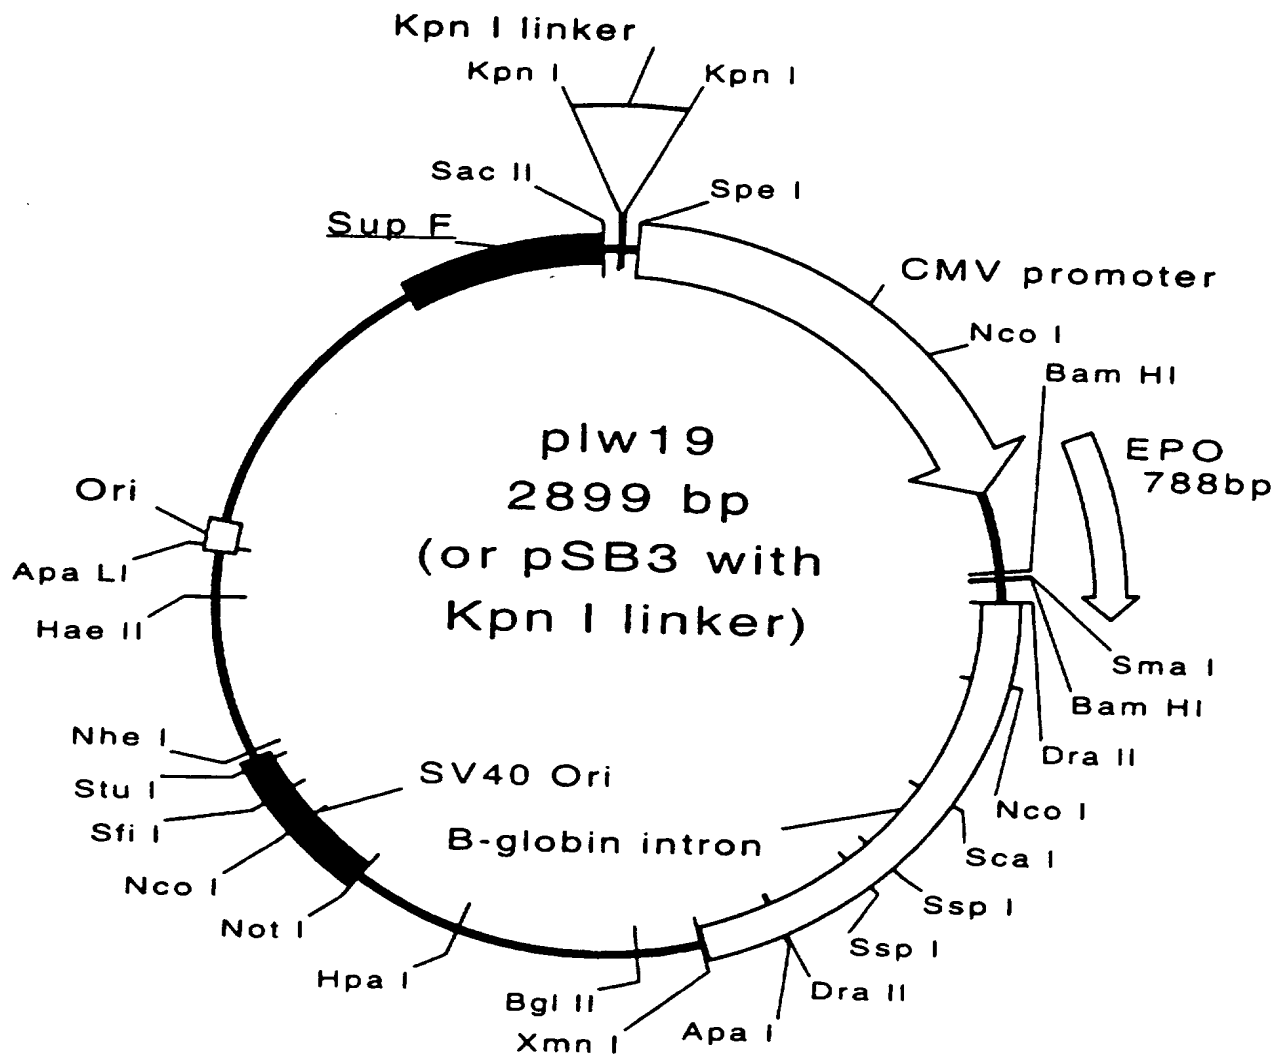 Kpn I linker
Kpn I
Kpn I
Sac II
Spe I
Sup F
CMV promoter
Nco I
Bam HI
EPO
788bp
plw19
2899 bp
(or pSB3 with
Kpn I linker)
Ori
Apa LI
Hae II
Sma I
Bam HI
Dra II
Nco I
Sca I
Ssp I
Ssp I
Dra II
Apa I
Xmn I
Bgl II
Hpa I
Not I
Nco I
Sfi I
Stu I
Nhe I
SV40 Ori
B-globin intron